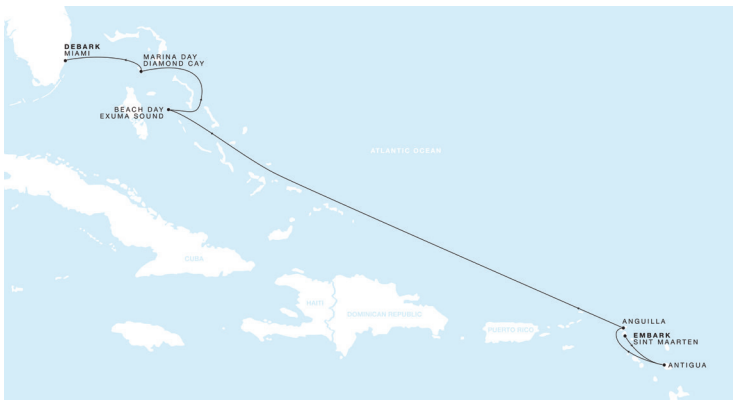 DEBARK
MIAMI
MARINA DAY
DIAMOND CAY
BEACH DAY
EXUMA SOUND
ATLANTIC OCEAN
CUBA
HAITI
DOMINICAN REPUBLIC
PUERTO RICO
ANGUILLA
EMBARK
SINT MAARTEN
ANTIGUA